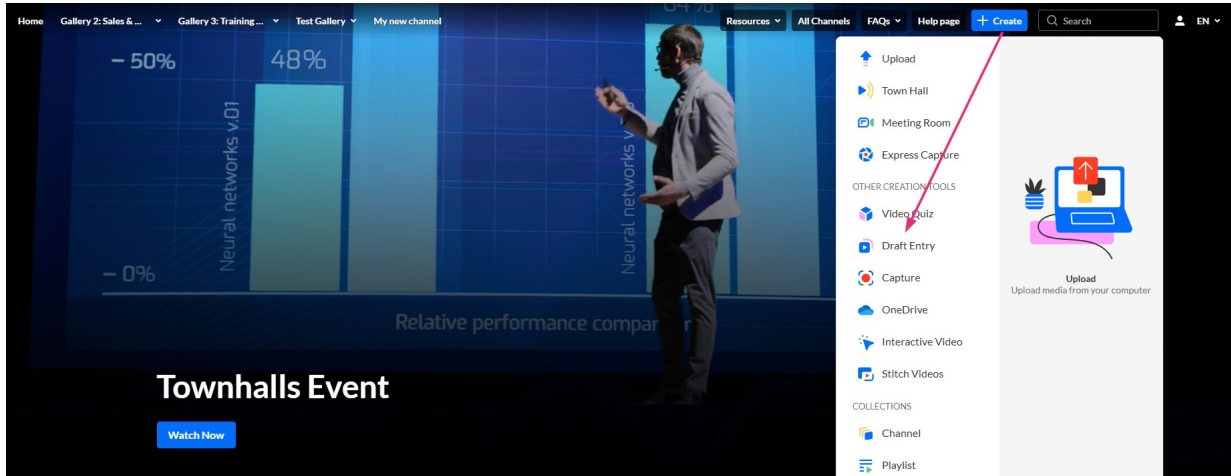 Home Gallery 2: Sales & ... Gallery 3: Training ... Test Gallery My new channel Resources All Channels FAQs Help page + Create Search EN
64%
– 50%
48%
Neural networks v.01
Neural networks v
– 0%
Relative performance compar
Townhalls Event
Watch Now
Upload
Town Hall
Meeting Room
Express Capture
OTHER CREATION TOOLS
Video Quiz
Draft Entry
Capture
OneDrive
Interactive Video
Stitch Videos
COLLECTIONS
Channel
Playlist
Upload
Upload media from your computer